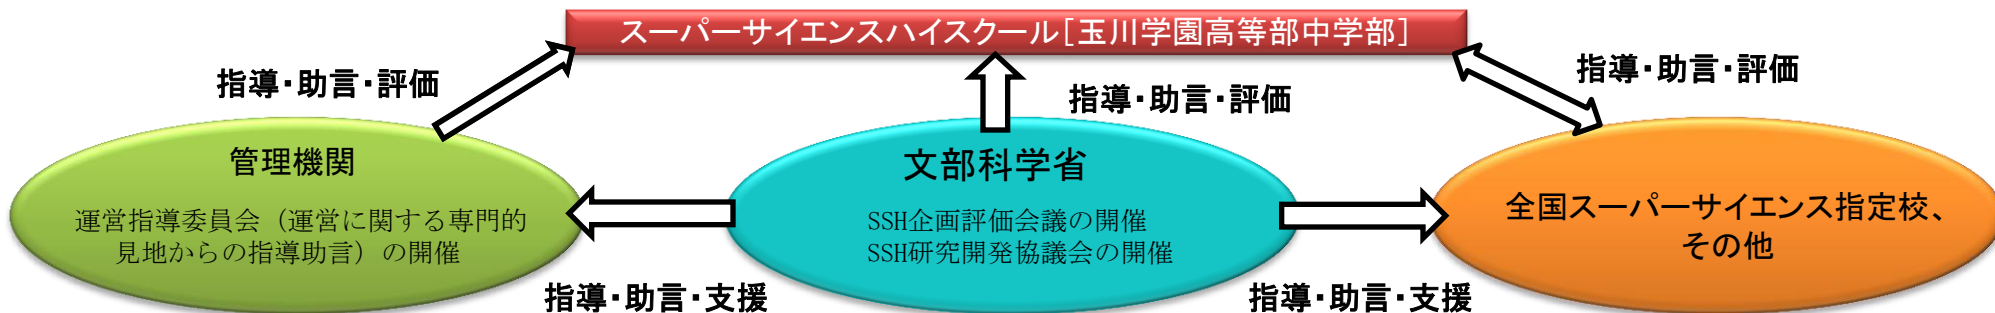 スーパーサイエンスハイスクール[玉川学園高等部中学部]
指導・助言・評価
指導・助言・評価
指導・助言・評価
管理機関
運営指導委員会（運営に関する専門的
見地からの指導助言）の開催
文部科学省
SSH企画評価会議の開催
SSH研究開発協議会の開催
全国スーパーサイエンス指定校、
その他
指導・助言・支援
指導・助言・支援